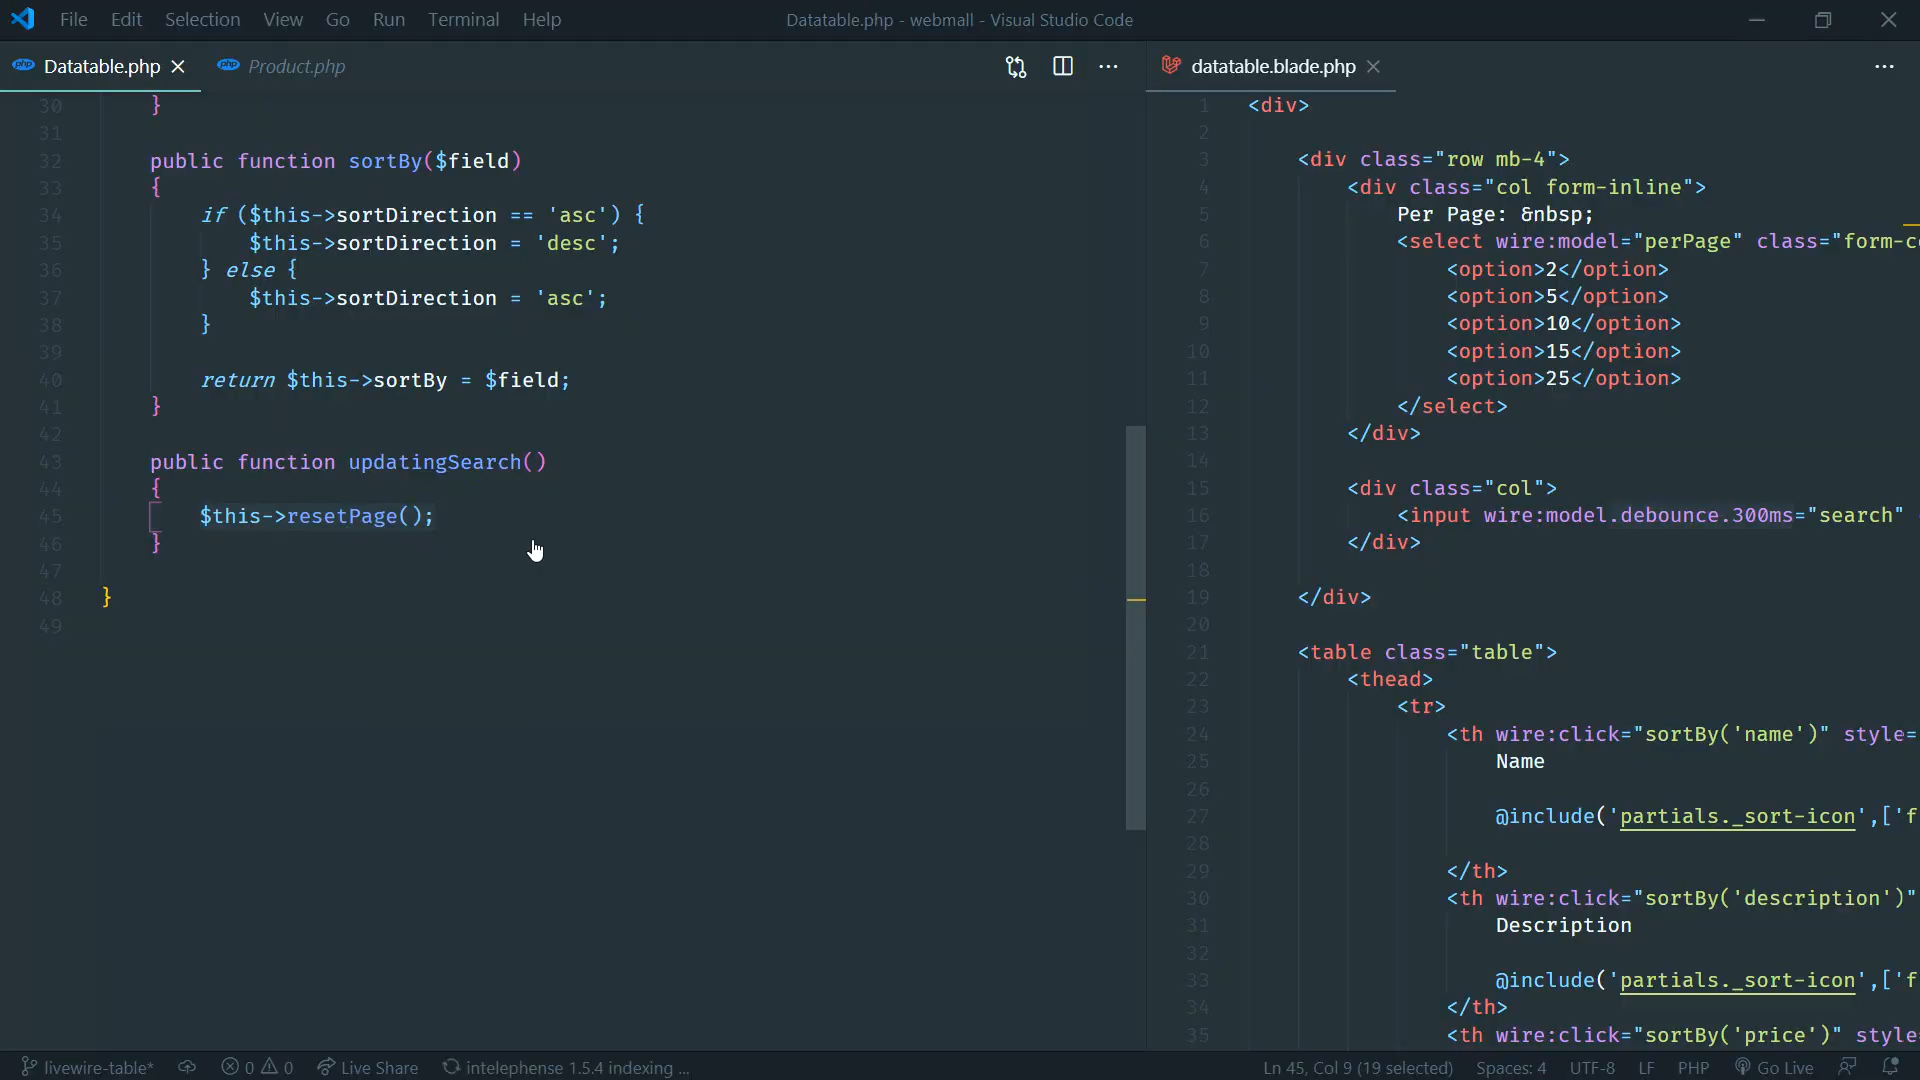 File Edit Selection View Go Run Terminal Help
Datatable.php - webmall - Visual Studio Code
php Datatable.php
php Product.php
datatable.blade.php
30 }
31
32 public function sortBy($field)
33 {
34 if ($this->sortDirection == 'asc') {
35 $this->sortDirection = 'desc';
36 } else {
37 $this->sortDirection = 'asc';
38 }
39
40 return $this->sortBy = $field;
41 }
42
43 public function updatingSearch()
44 {
45 $this->resetPage();
46 }
47
48 }
49
1 <div>
2
3 <div class="row mb-4">
4 <div class="col form-inline">
5 Per Page: &nbsp;
6 <select wire:model="perPage" class="form-c
7 <option>2</option>
8 <option>5</option>
9 <option>10</option>
10 <option>15</option>
11 <option>25</option>
12 </select>
13 </div>
14
15 <div class="col">
16 <input wire:model.debounce.300ms="search"
17 </div>
18
19 </div>
20
21 <table class="table">
22 <thead>
23 <tr>
24 <th wire:click="sortBy('name')" style=
25 Name
26
27 @include('partials._sort-icon',['f
28
29 </th>
30 <th wire:click="sortBy('description')"
31 Description
32
33 @include('partials._sort-icon',['f
34 </th>
35 <th wire:click="sortBy('price')" style
livewire-table* 0 0 Live Share intelephense 1.5.4 indexing ...
Ln 45, Col 9 (19 selected) Spaces: 4 UTF-8 LF PHP Go Live